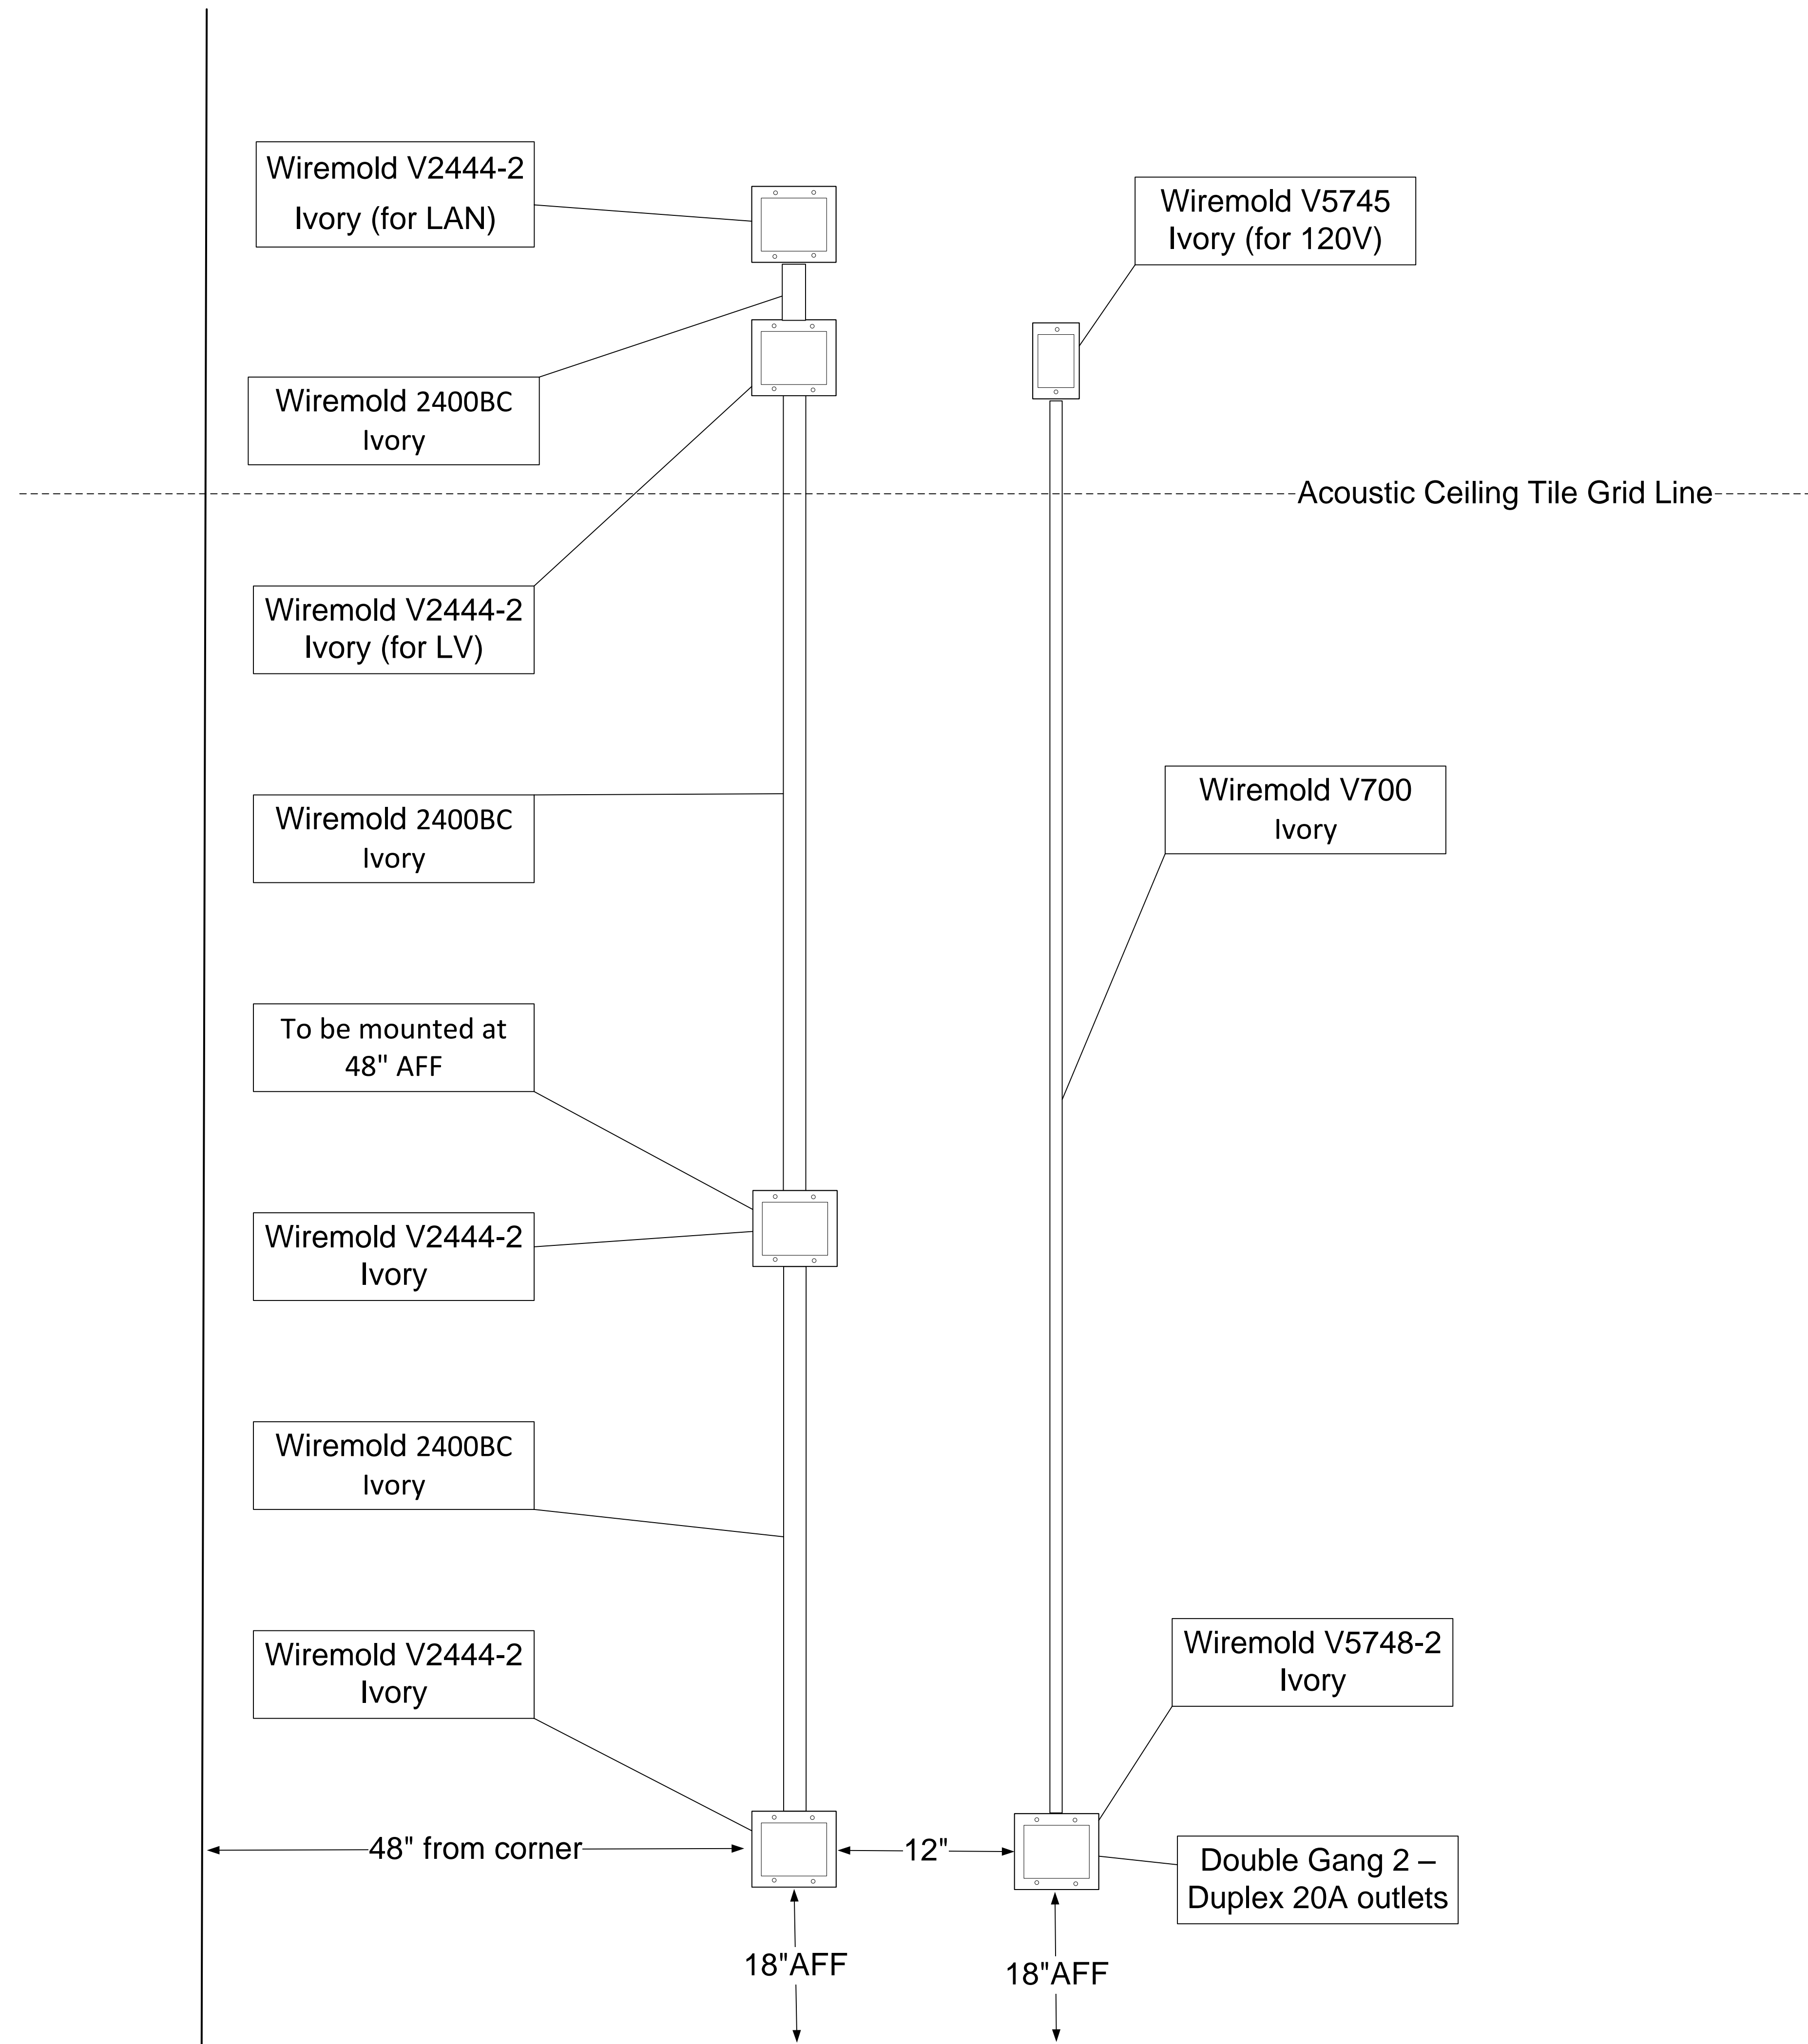 Wiremold V2444-2
Ivory (for LAN)
Wiremold V5745
Ivory (for 120V)
Wiremold 2400BC
Ivory
Acoustic Ceiling Tile Grid Line
Wiremold V2444-2
Ivory (for LV)
Wiremold 2400BC
Ivory
Wiremold V700
Ivory
To be mounted at
48" AFF
Wiremold V2444-2
Ivory
Wiremold 2400BC
Ivory
Wiremold V2444-2
Ivory
Wiremold V5748-2
Ivory
48" from corner
12"
Double Gang 2 –
Duplex 20A outlets
18"AFF
18"AFF